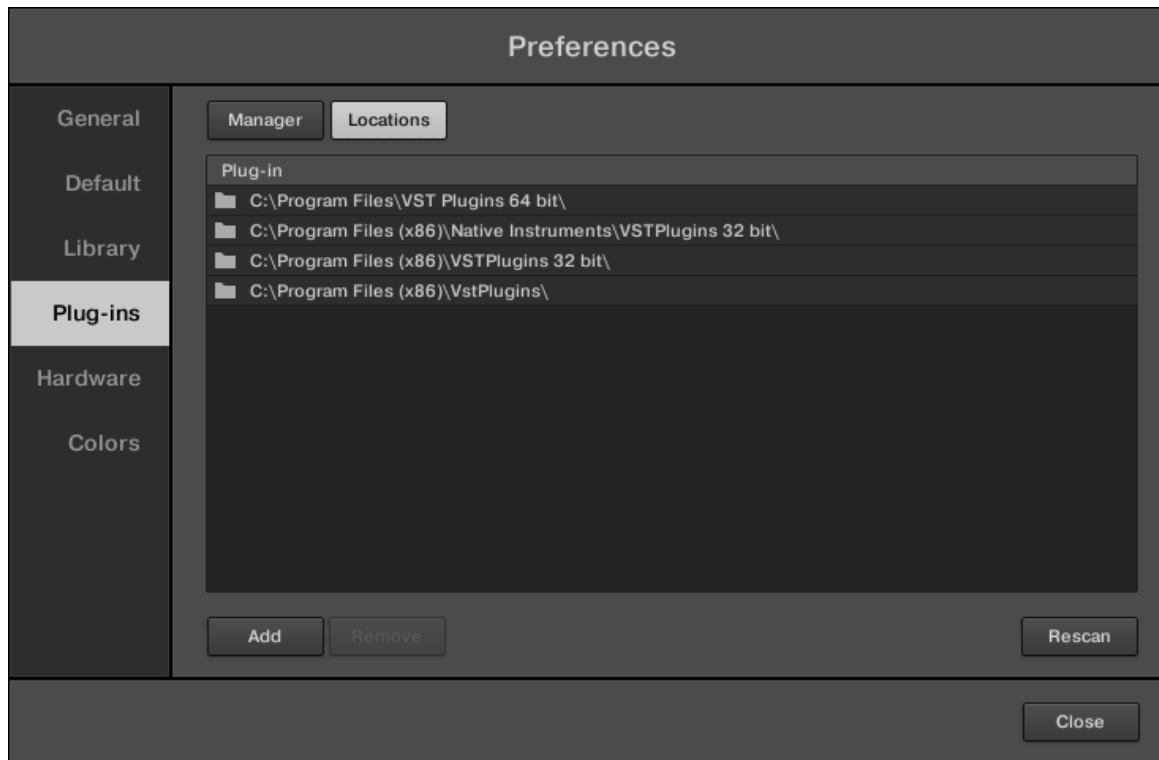 Preferences
General
Default
Library
Plug-ins
Hardware
Colors
Manager Locations
Plug-in
C:\Program Files\VST Plugins 64 bit\
C:\Program Files (x86)\Native Instruments\VSTPlugins 32 bit\
C:\Program Files (x86)\VSTPlugins 32 bit\
C:\Program Files (x86)\VstPlugins\
Add Remove Rescan
Close